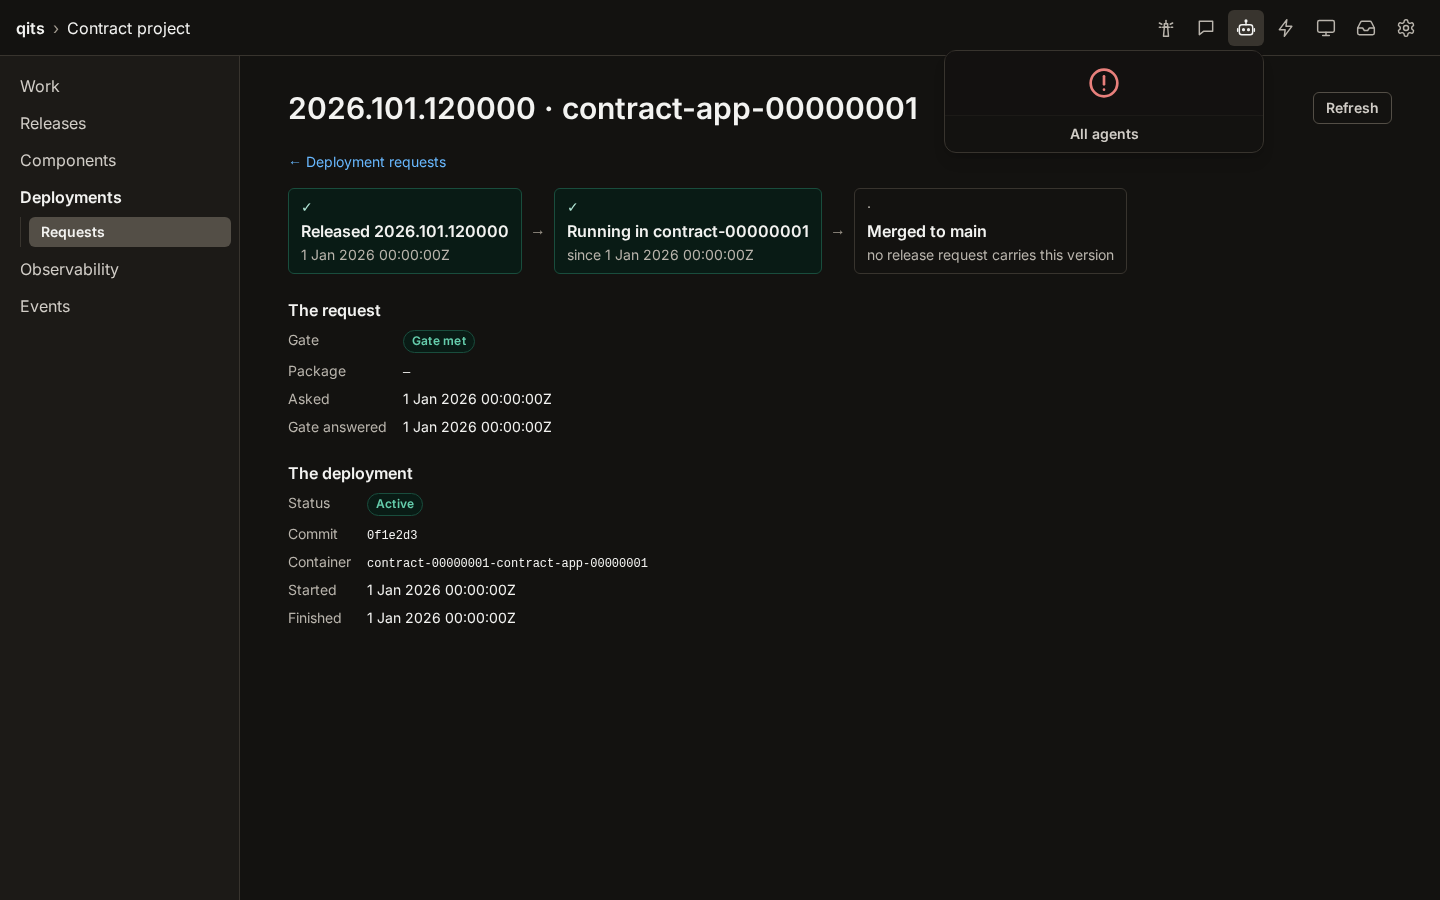 qits › Contract project
All agents
Work
Releases
Components
Deployments
Requests
Observability
Events
2026.101.120000 · contract-app-00000001
Refresh
← Deployment requests
✓
Released 2026.101.120000
1 Jan 2026 00:00:00Z
→
✓
Running in contract-00000001
since 1 Jan 2026 00:00:00Z
→
·
Merged to main
no release request carries this version
The request
Gate Gate met
Package –
Asked 1 Jan 2026 00:00:00Z
Gate answered 1 Jan 2026 00:00:00Z
The deployment
Status Active
Commit 0f1e2d3
Container contract-00000001-contract-app-00000001
Started 1 Jan 2026 00:00:00Z
Finished 1 Jan 2026 00:00:00Z